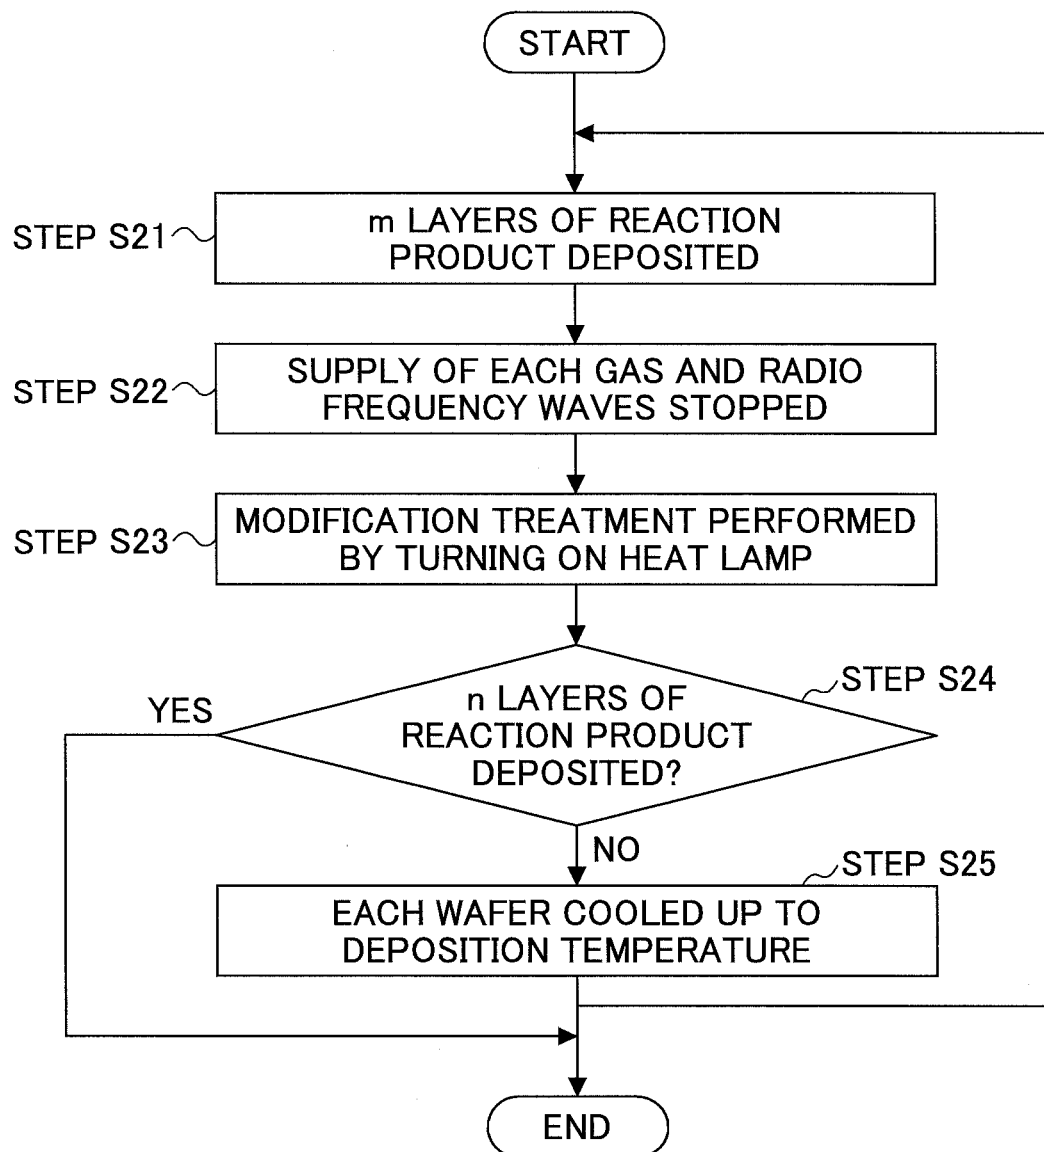 START
STEP S21
m LAYERS OF REACTION
PRODUCT DEPOSITED
STEP S22
SUPPLY OF EACH GAS AND RADIO
FREQUENCY WAVES STOPPED
STEP S23
MODIFICATION TREATMENT PERFORMED
BY TURNING ON HEAT LAMP
STEP S24
YES
n LAYERS OF
REACTION PRODUCT
DEPOSITED?
NO
STEP S25
EACH WAFER COOLED UP TO
DEPOSITION TEMPERATURE
END